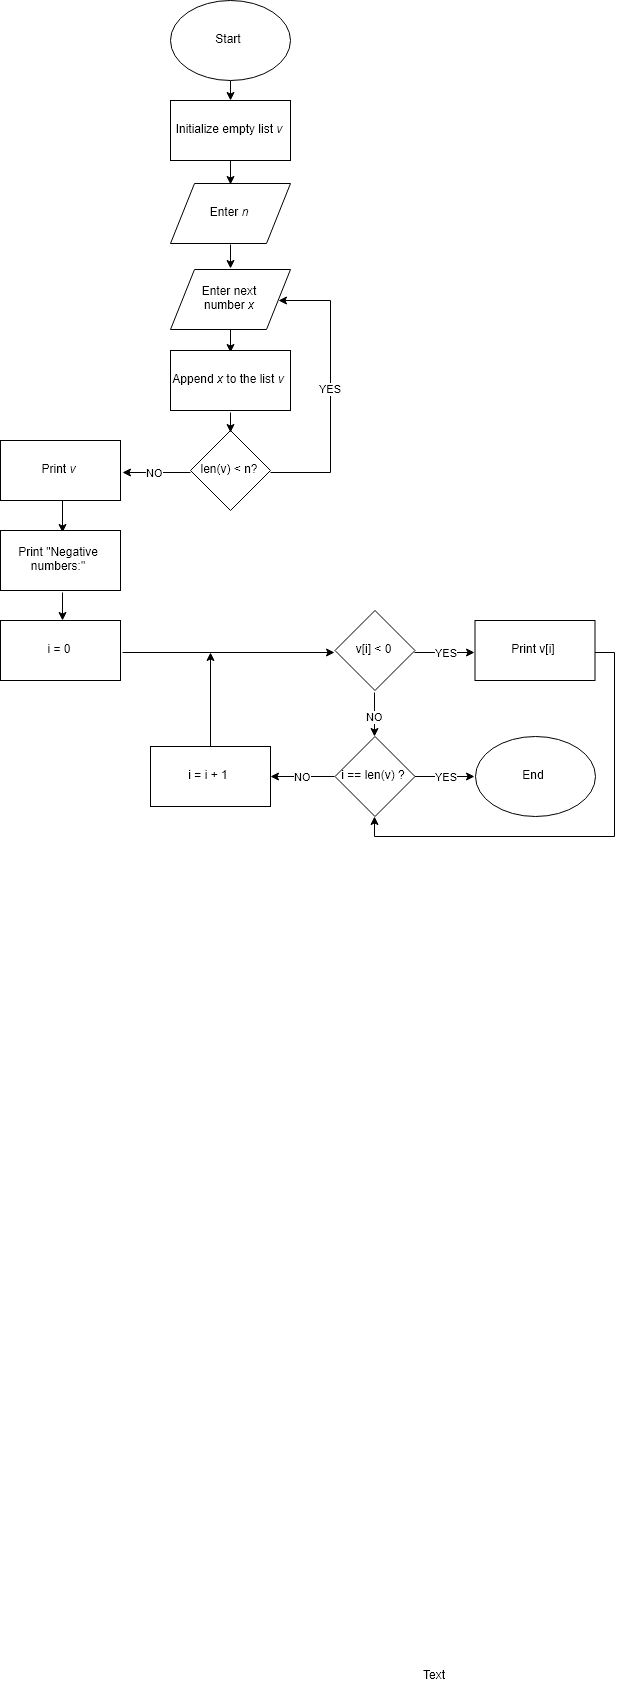 Start
Initialize empty list v
Enter n
Enter next
number x
Append x to the list v
YES
len(v) < n?
NO
Print v
Print "Negative
numbers:"
i = 0
v[i] < 0
YES
Print v[i]
NO
i = i + 1
NO
i == len(v) ?
YES
End
Text